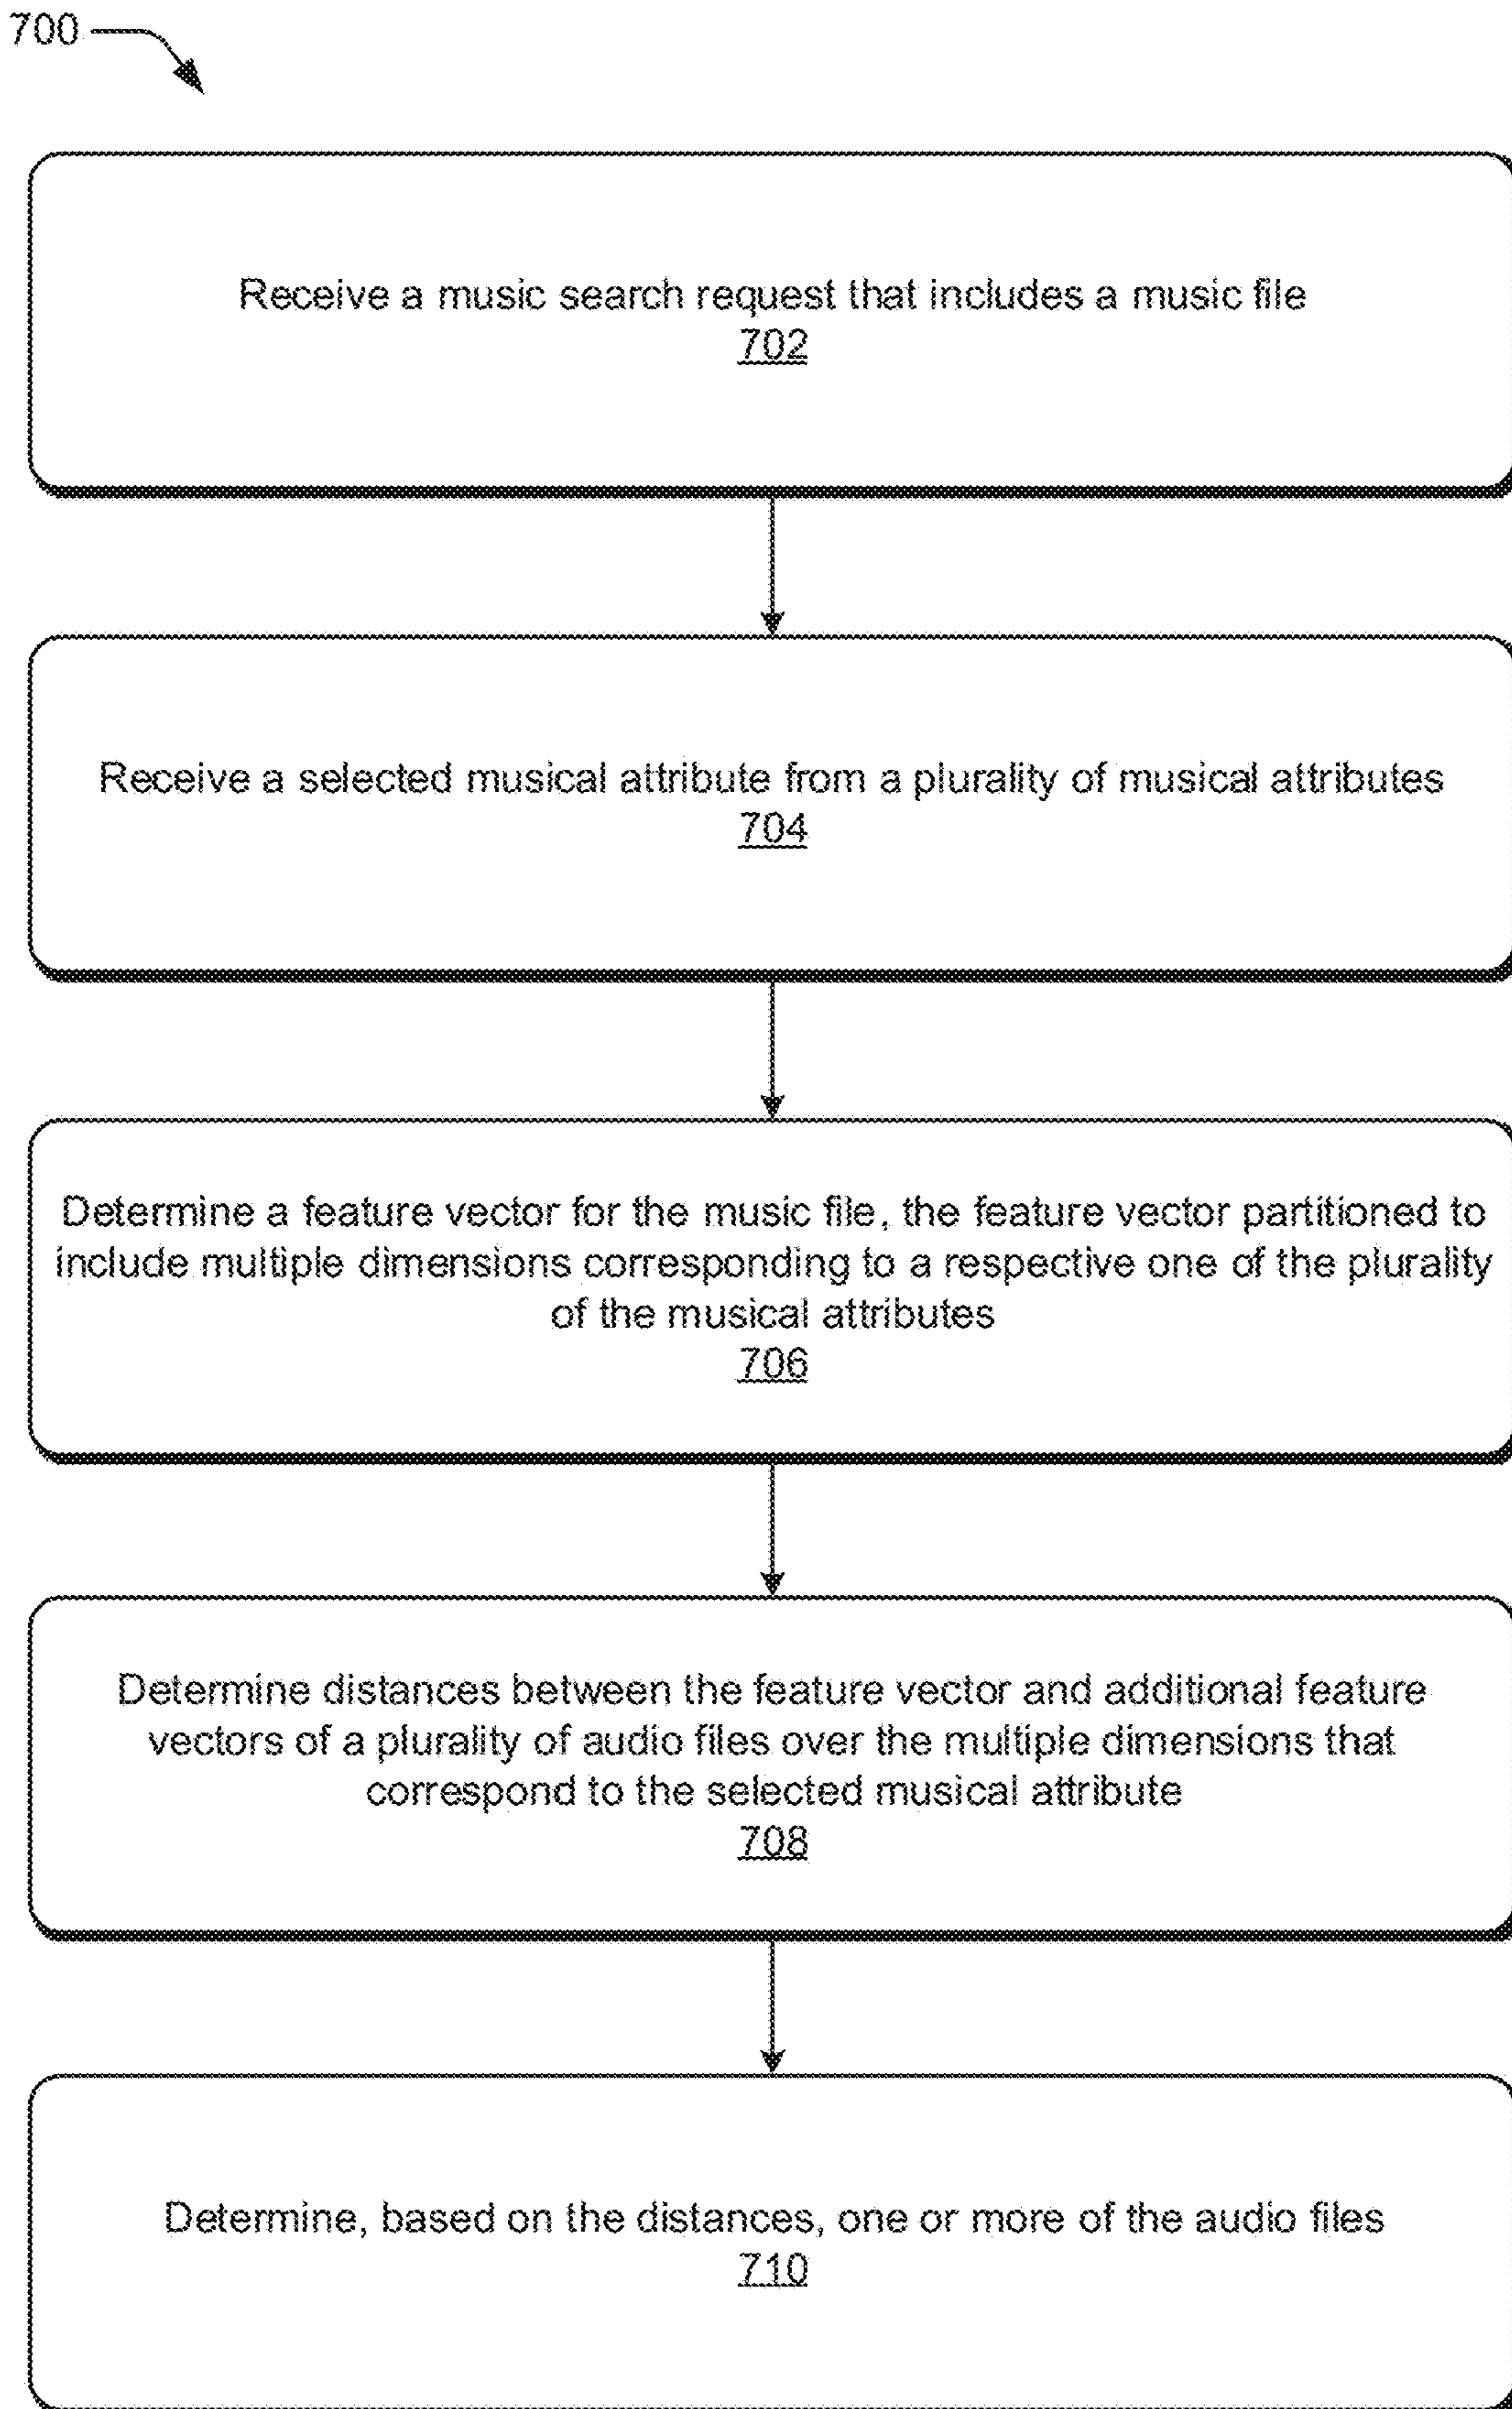 700
Receive a music search request that includes a music file
702
Receive a selected musical attribute from a plurality of musical attributes
704
Determine a feature vector for the music file, the feature vector partitioned to
include multiple dimensions corresponding to a respective one of the plurality
of the musical attributes
706
Determine distances between the feature vector and additional feature
vectors of a plurality of audio files over the multiple dimensions that
correspond to the selected musical attribute
708
Determine, based on the distances, one or more of the audio files
710